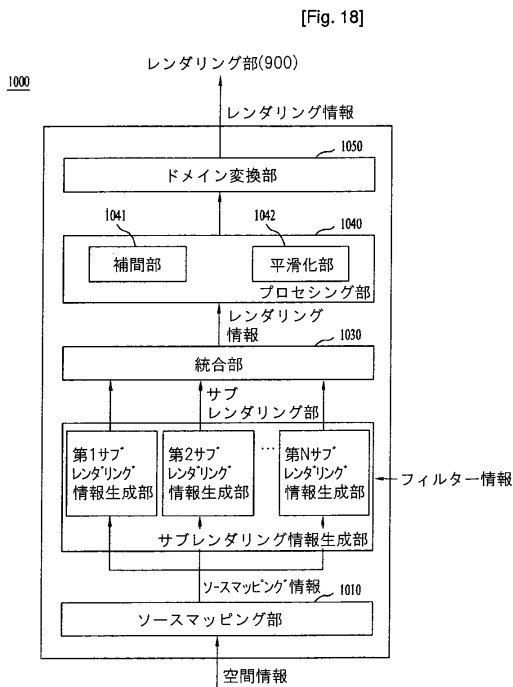 [Fig. 18]
レンダリング部(900)
1000
レンダリング情報
1050
ドメイン変換部
1041
1042
1040
補間部
平滑化部
プロセシング部
レンダリング
情報
1030
統合部
サブ
レンダリング部
第1サブ
レンダリング
情報生成部
第2サブ
レンダリング
情報生成部
....
第Nサブ
レンダリング
情報生成部
フィルター情報
サブレンダリング情報生成部
ソースマッピング情報
1010
ソースマッピング部
空間情報